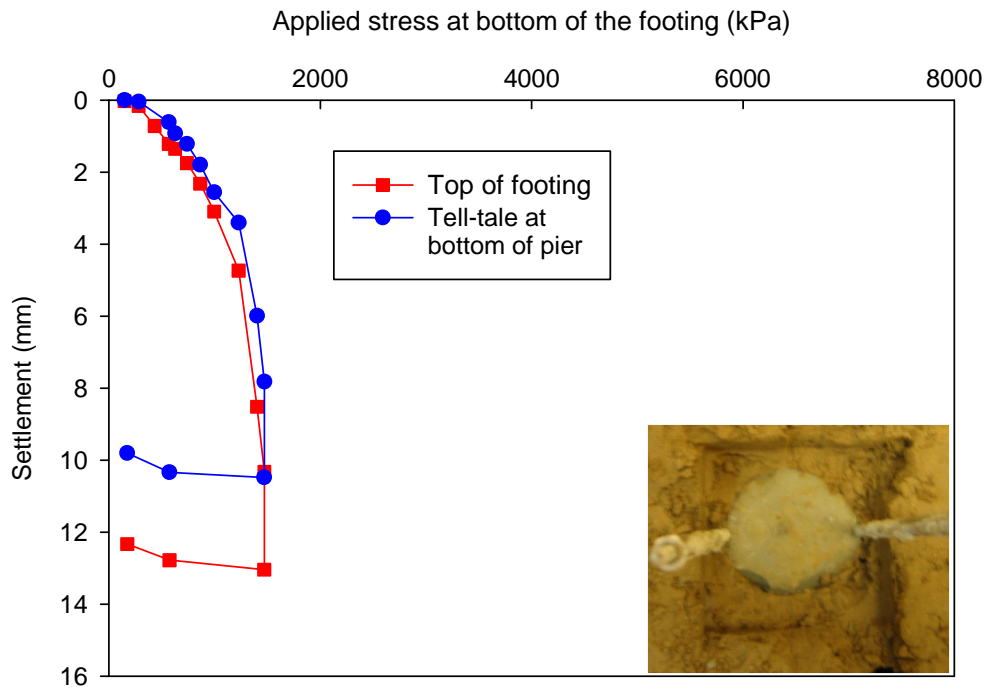 Applied stress at bottom of the footing (kPa)
0 2000 4000 6000 8000
0
2
4
6
8
10
12
14
16
Settlement (mm)
Top of footing
Tell-tale at
bottom of pier